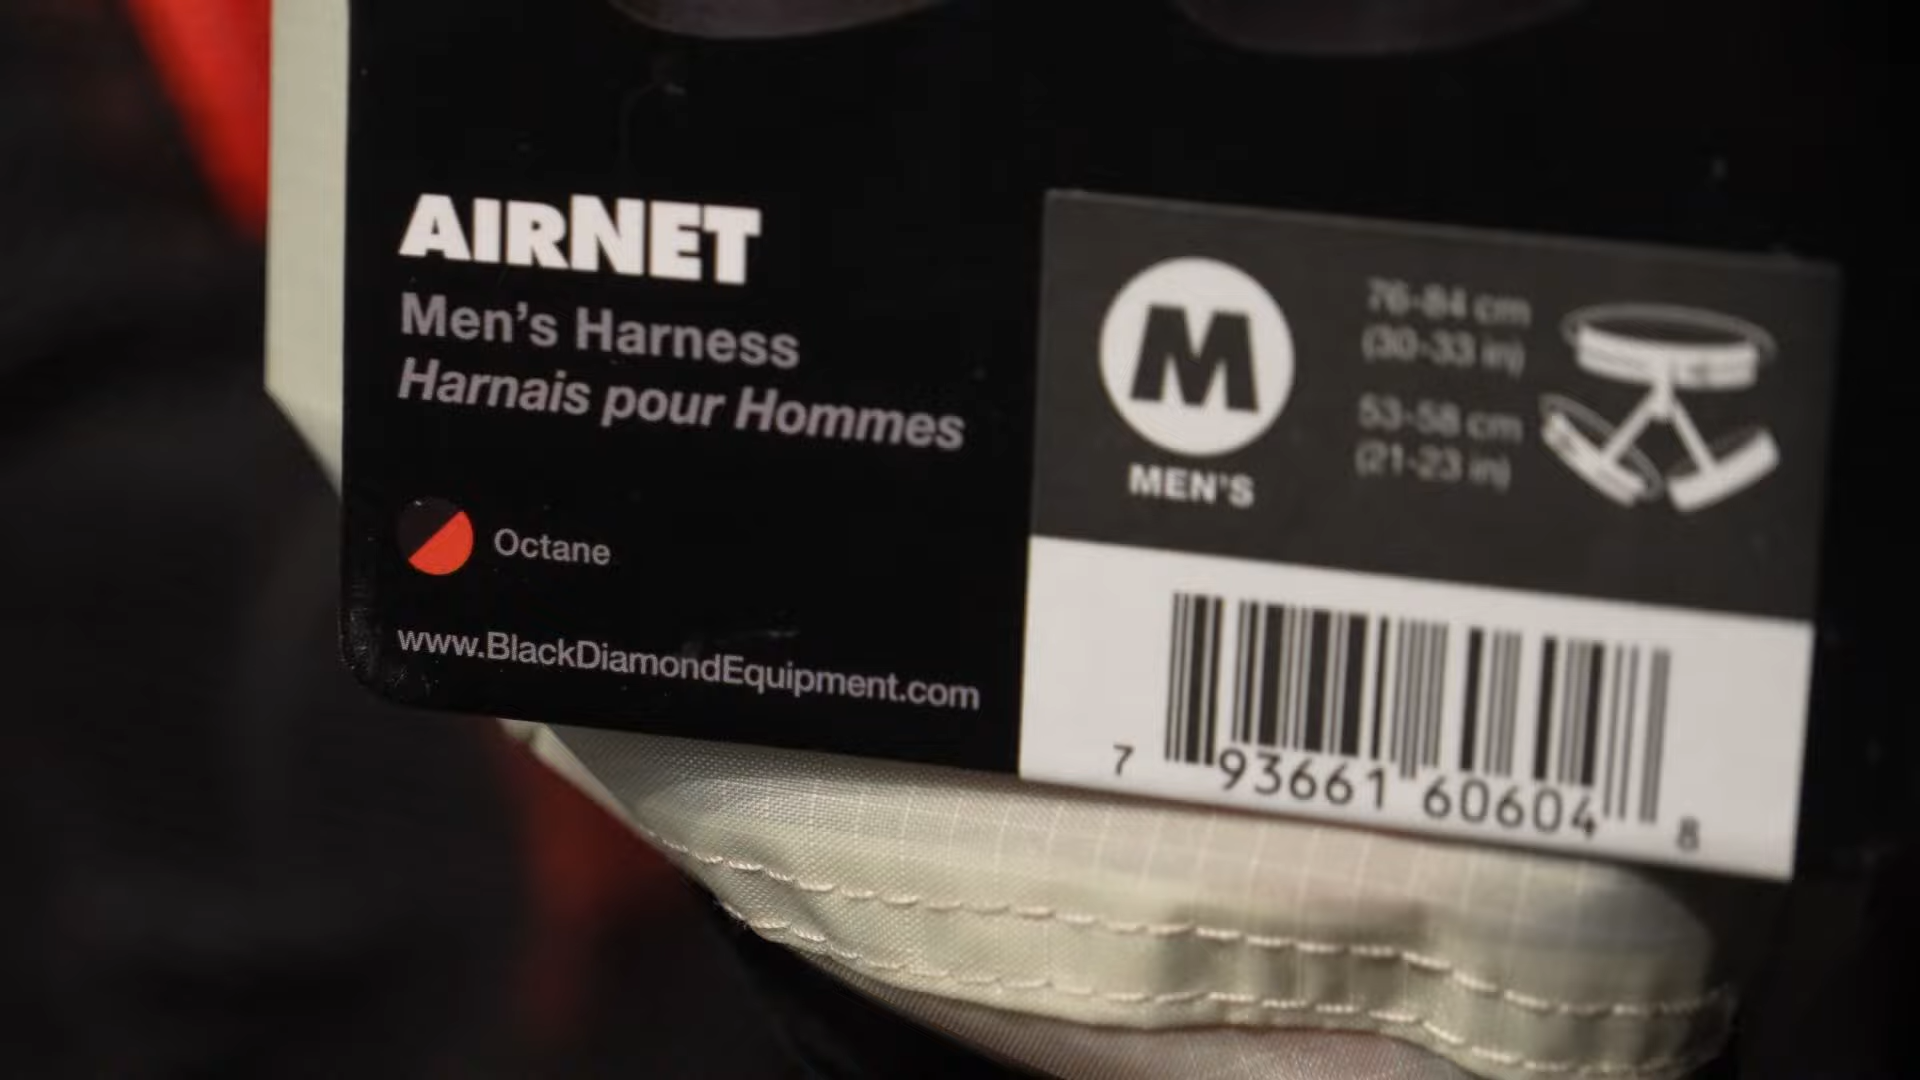 AIRNET
Men's Harness
Harnais pour Hommes
Octane
www.BlackDiamondEquipment.com
M
MEN'S
76-84 cm
(30-33 in)
53-58 cm
(21-23 in)
7 93661 60604 8